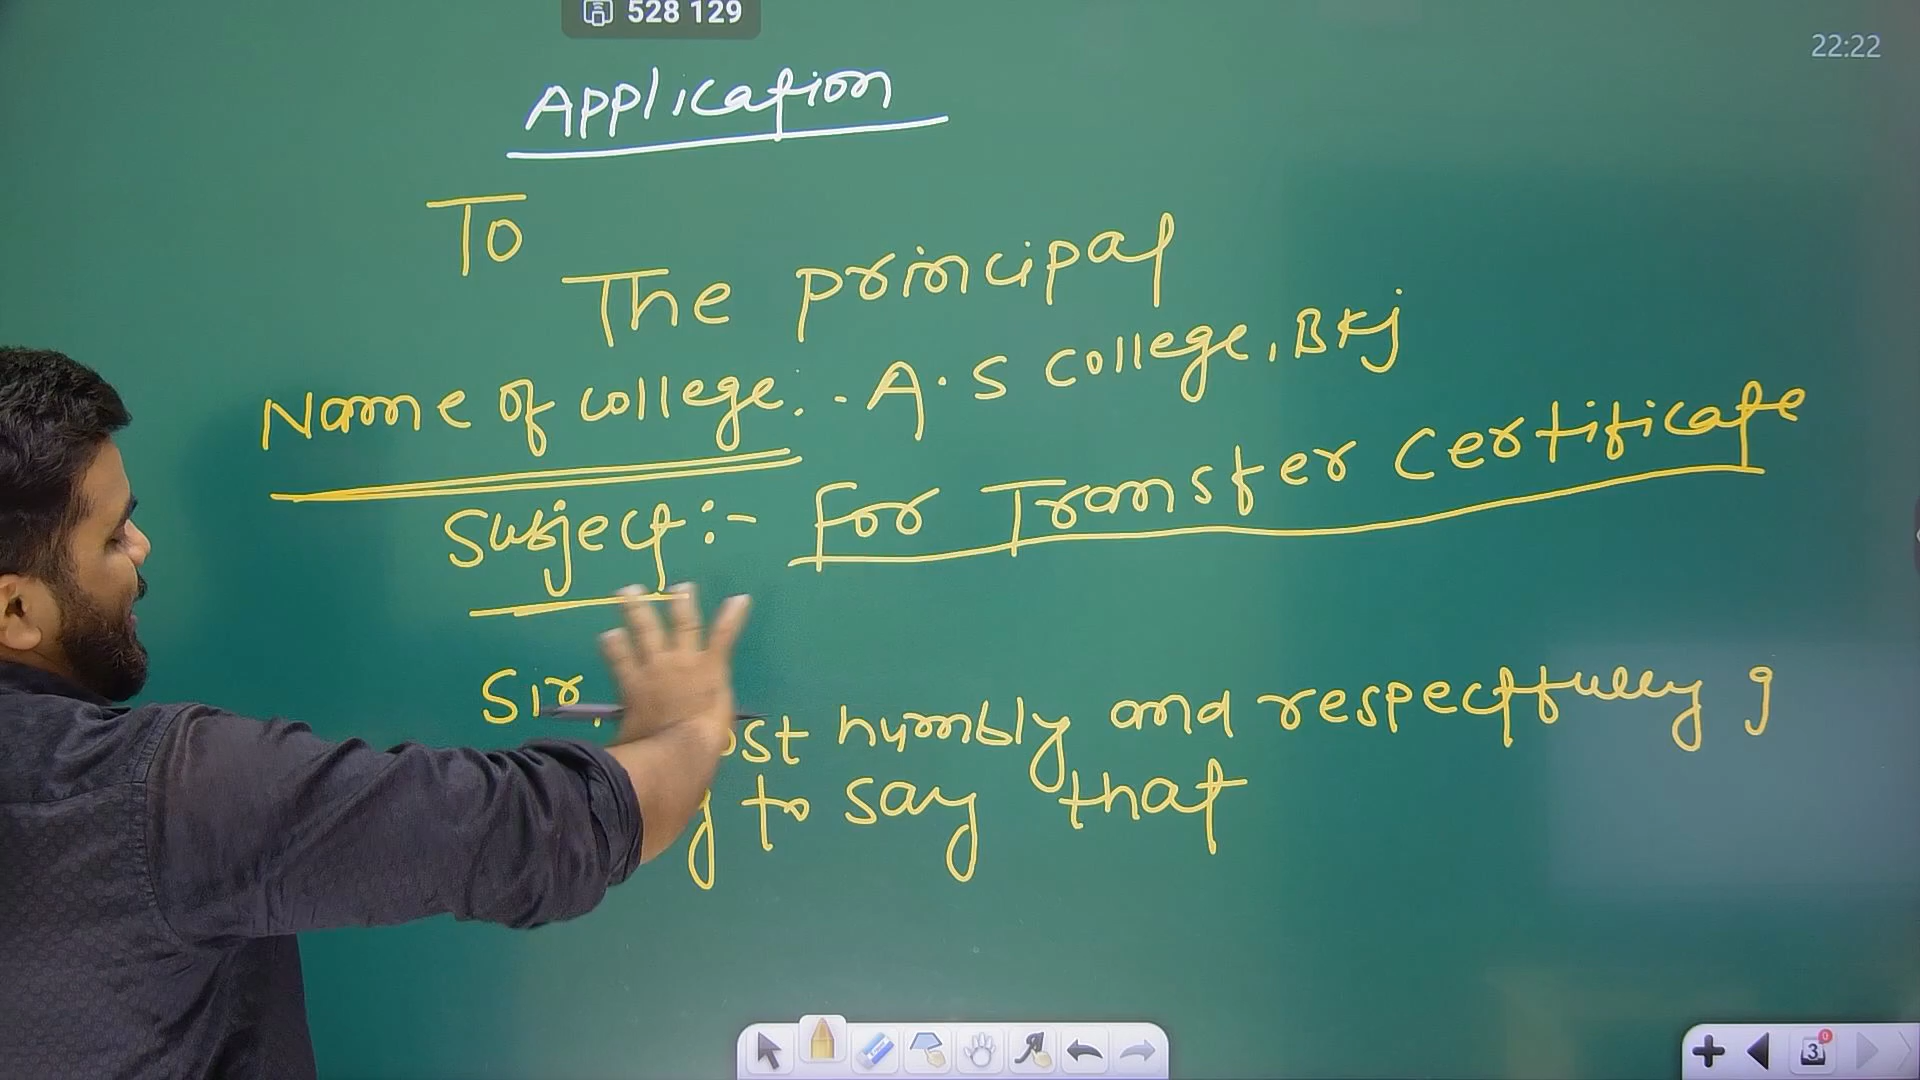 528 129
22:22
Application
To
The principal
Name of college:- A.S college, BKJ
Subject:- For Transfer certificate
Sir, humbly and respectfully I
to say that
3